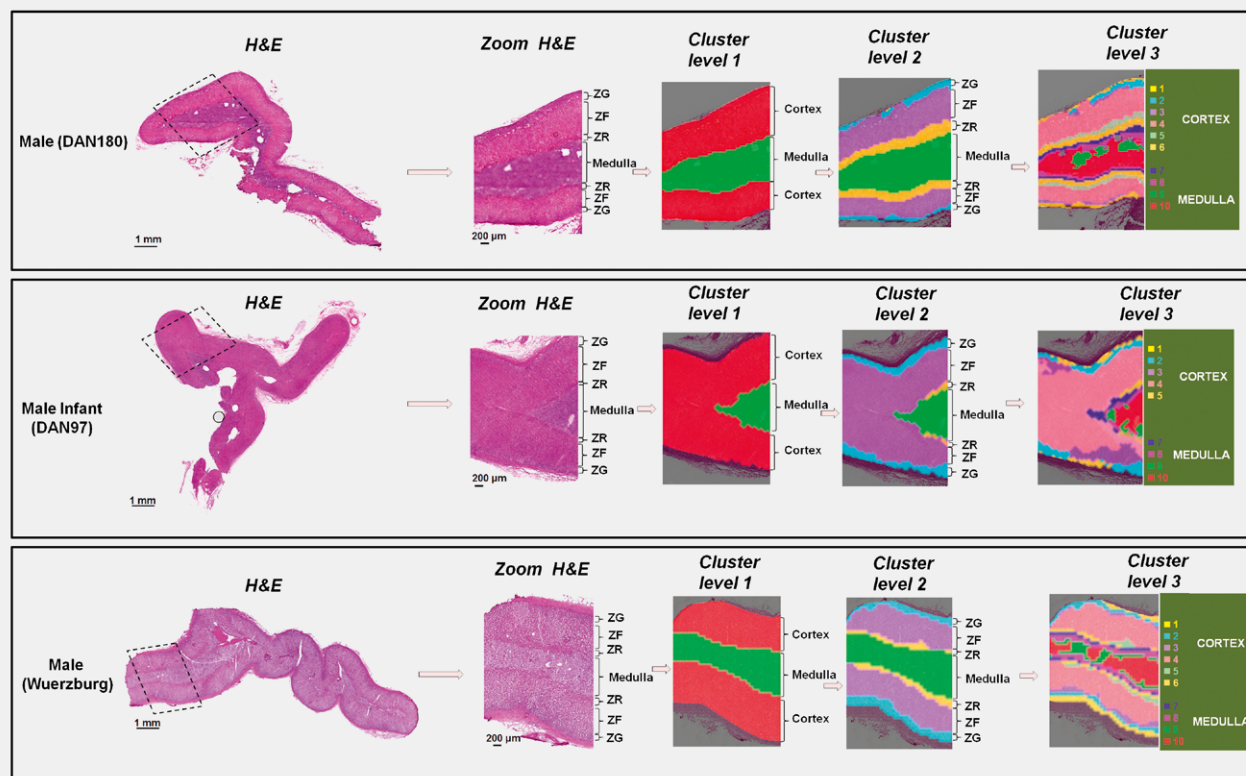 H&E
Zoom H&E
Cluster
level 1
Cluster
level 2
Cluster
level 3
Male (DAN180)
1 mm
ZG
ZF
ZR
Medulla
ZR
ZF
ZG
200 µm
Cortex
Medulla
Cortex
ZG
ZF
ZR
Medulla
ZR
ZF
ZG
1
2
3
4
5
6
CORTEX
7
8
9
10
MEDULLA
H&E
Zoom H&E
Cluster
level 1
Cluster
level 2
Cluster
level 3
Male Infant
(DAN97)
1 mm
ZG
ZF
ZR
Medulla
ZR
ZF
ZG
200 µm
Cortex
Medulla
Cortex
ZG
ZF
ZR
Medulla
ZR
ZF
ZG
1
2
3
4
5
CORTEX
7
8
9
10
MEDULLA
H&E
Zoom H&E
Cluster
level 1
Cluster
level 2
Cluster
level 3
Male
(Wuerzburg)
1 mm
ZG
ZF
ZR
Medulla
ZR
ZF
ZG
200 µm
Cortex
Medulla
Cortex
ZG
ZF
ZR
Medulla
ZR
ZF
ZG
1
2
3
4
5
6
CORTEX
7
8
9
10
MEDULLA